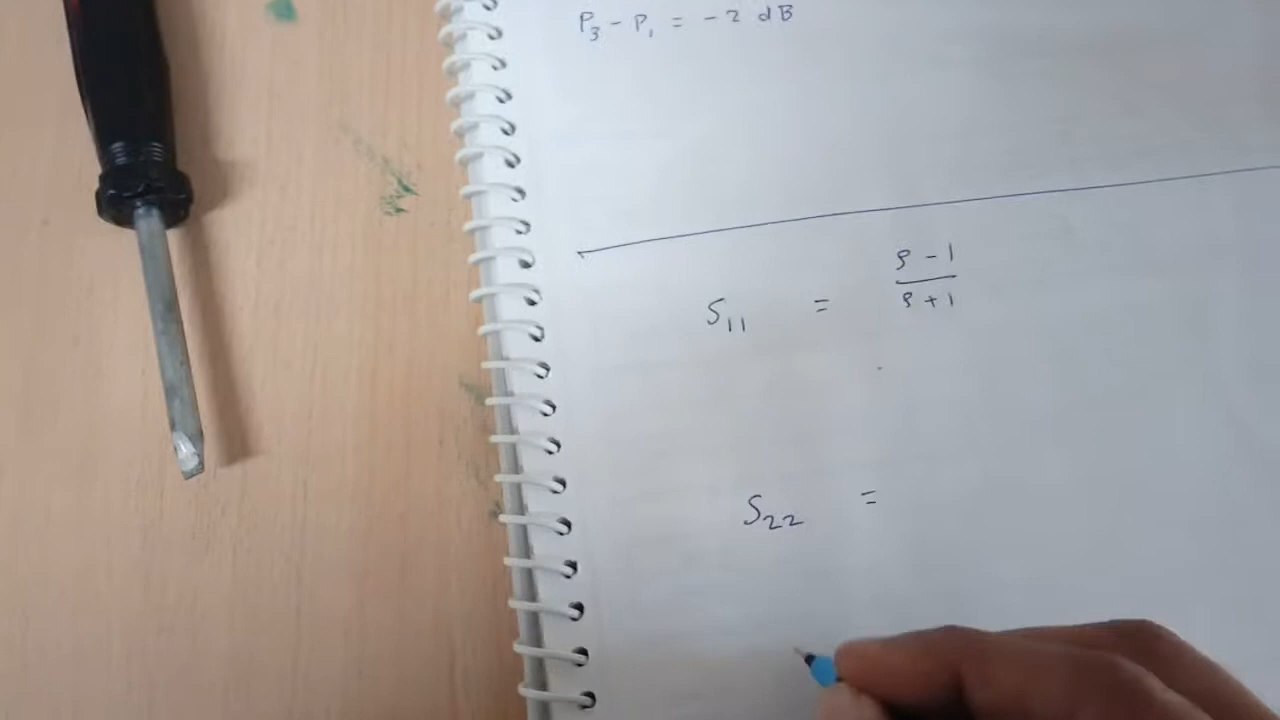 P₃ - P₁ = -2 dB
S₁₁ = (ρ - 1)/(ρ + 1)
S₂₂ =